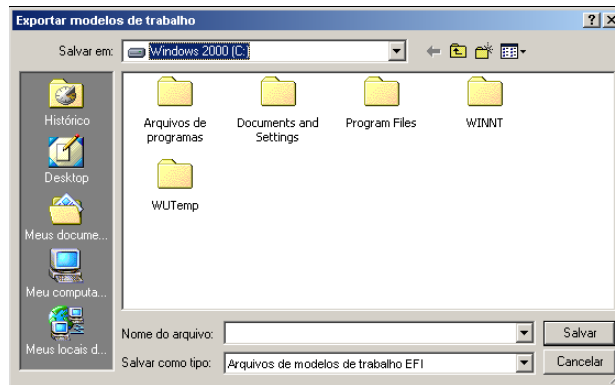 Exportar modelos de trabalho
Salvar em:
Windows 2000 (C:)
Histórico
Desktop
Meus docume...
Meu computa...
Meus locais d...
Arquivos de
programas
Documents and
Settings
Program Files
WINNT
WUTemp
Nome do arquivo:
Salvar
Salvar como tipo:
Arquivos de modelos de trabalho EFI
Cancelar